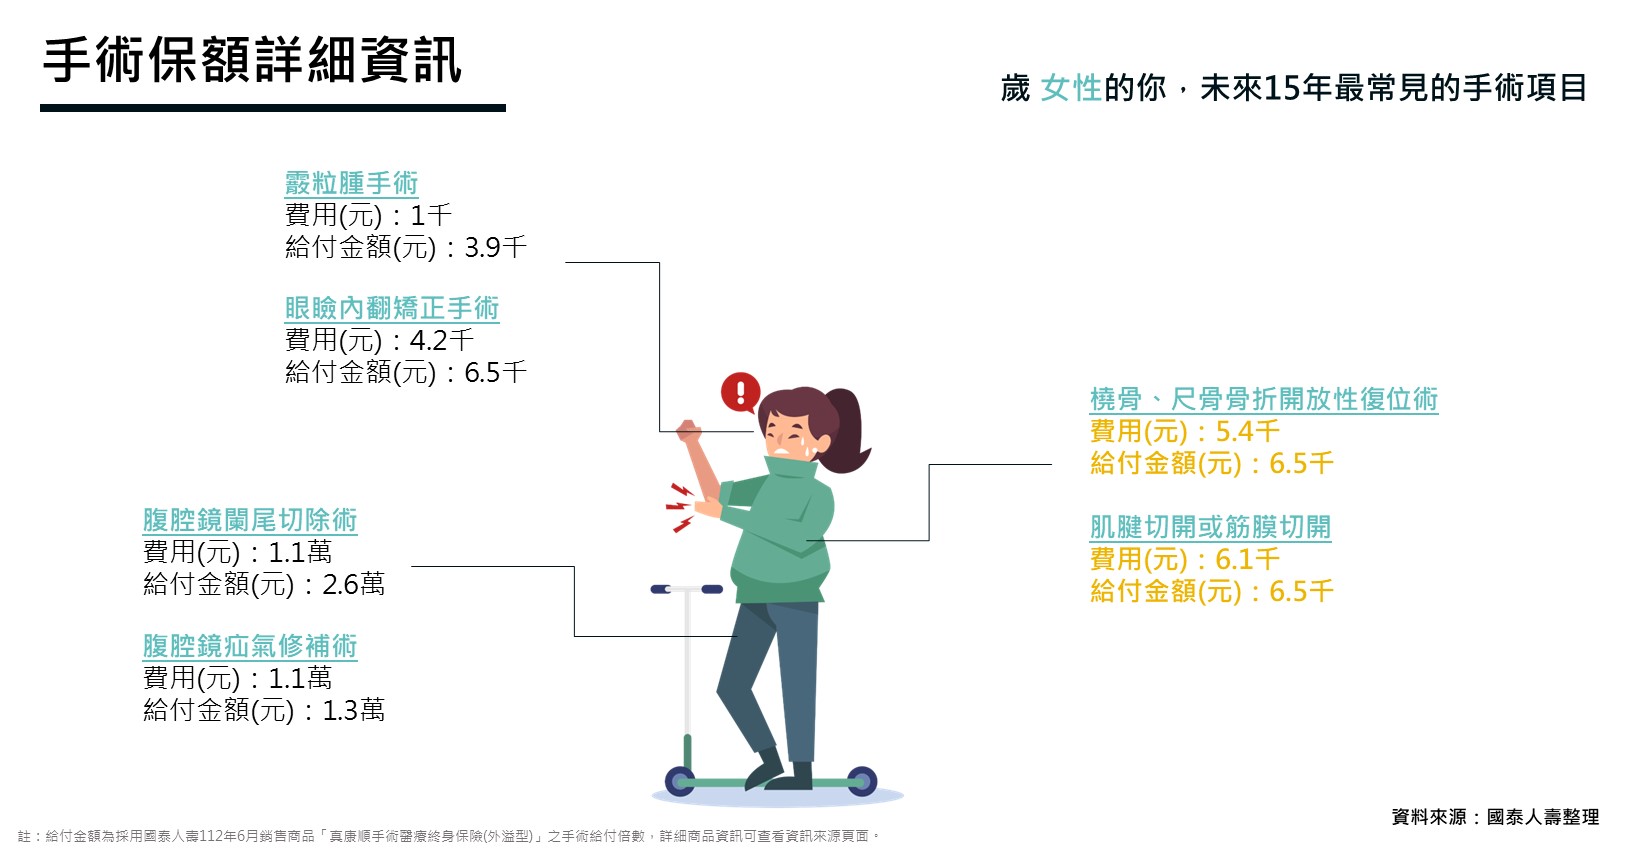 手術保額詳細資訊
歲 女性的你，未來15年最常見的手術項目
霰粒腫手術
費用(元)：1千
給付金額(元)：3.9千
眼瞼內翻矯正手術
費用(元)：4.2千
給付金額(元)：6.5千
橈骨、尺骨骨折開放性復位術
費用(元)：5.4千
給付金額(元)：6.5千
肌腱切開或筋膜切開
費用(元)：6.1千
給付金額(元)：6.5千
腹腔鏡闌尾切除術
費用(元)：1.1萬
給付金額(元)：2.6萬
腹腔鏡疝氣修補術
費用(元)：1.1萬
給付金額(元)：1.3萬
資料來源：國泰人壽整理
註：給付金額為採用國泰人壽112年6月銷售商品「真康順手術醫療終身保險(外溢型)」之手術給付倍數，詳細商品資訊可查看資訊來源頁面。